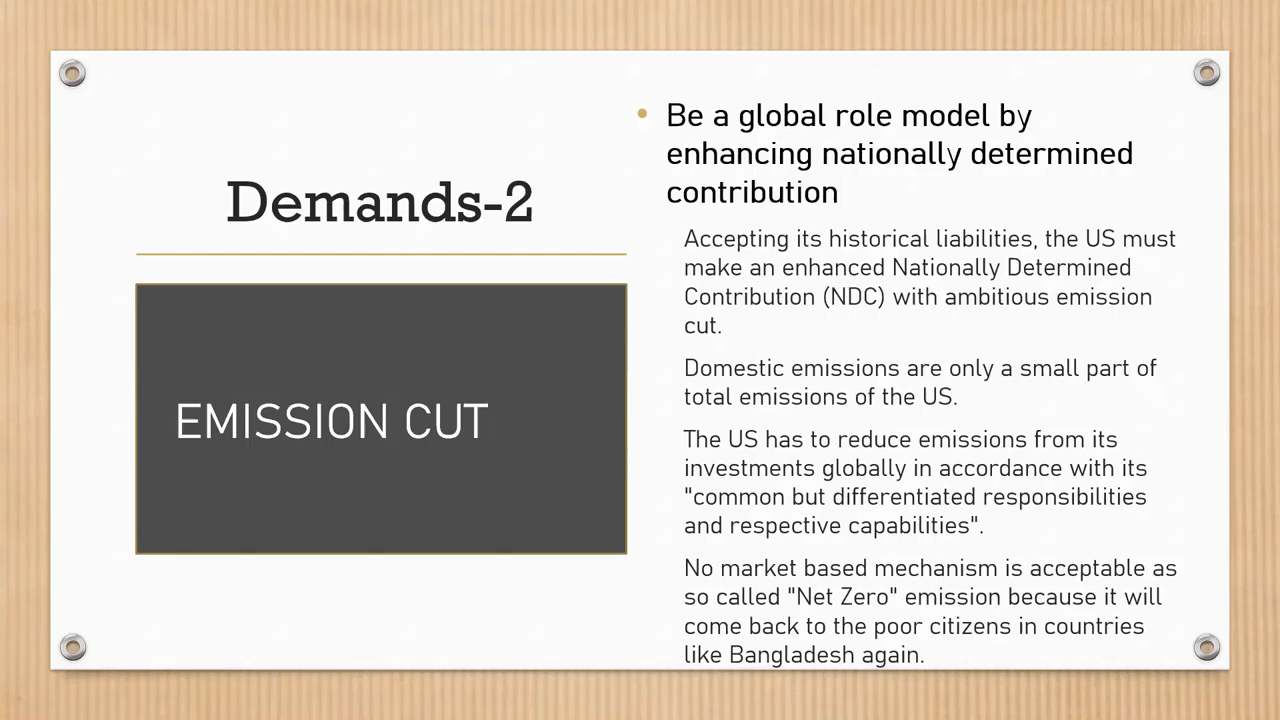 Demands-2
EMISSION CUT
• Be a global role model by
enhancing nationally determined
contribution
Accepting its historical liabilities, the US must
make an enhanced Nationally Determined
Contribution (NDC) with ambitious emission
cut.
Domestic emissions are only a small part of
total emissions of the US.
The US has to reduce emissions from its
investments globally in accordance with its
"common but differentiated responsibilities
and respective capabilities".
No market based mechanism is acceptable as
so called "Net Zero" emission because it will
come back to the poor citizens in countries
like Bangladesh again.